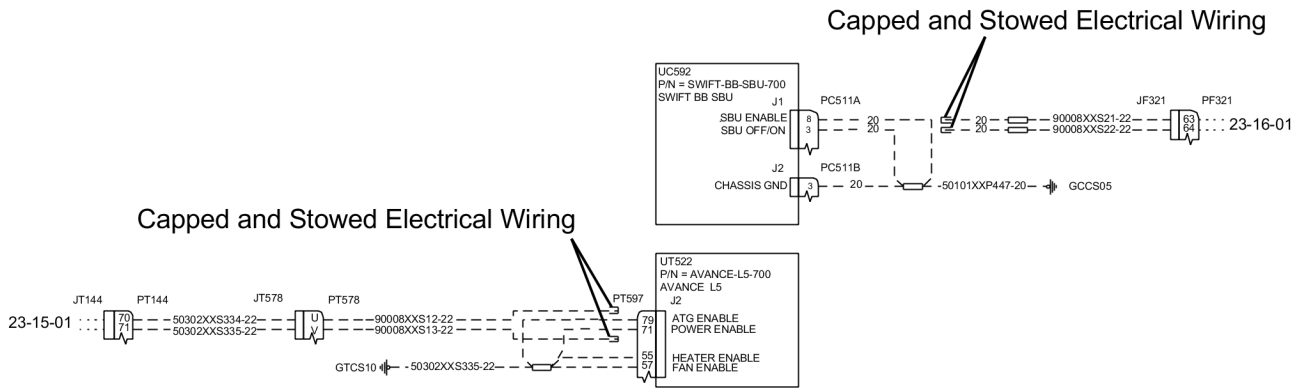 Capped and Stowed Electrical Wiring
UC592
P/N = SWIFT-BB-SBU-700
SWIFT BB SBU
J1 PC511A
JF321 PF321
SBU ENABLE 8 20 20 90008XXS21-22 63
SBU OFF/ON 3 20 20 90008XXS22-22 64
23-16-01
J2 PC511B
CHASSIS GND 3 20 50101XXP447-20 GCCS05
Capped and Stowed Electrical Wiring
UT522
P/N = AVANCE-L5-700
AVANCE L5
JT144 PT144 JT578 PT578 PT597 J2
23-15-01
70 50302XXS334-22 U 90008XXS12-22 79 ATG ENABLE
71 50302XXS335-22 V 90008XXS13-22 71 POWER ENABLE
55 HEATER ENABLE
GTCS10 50302XXS335-22 57 FAN ENABLE